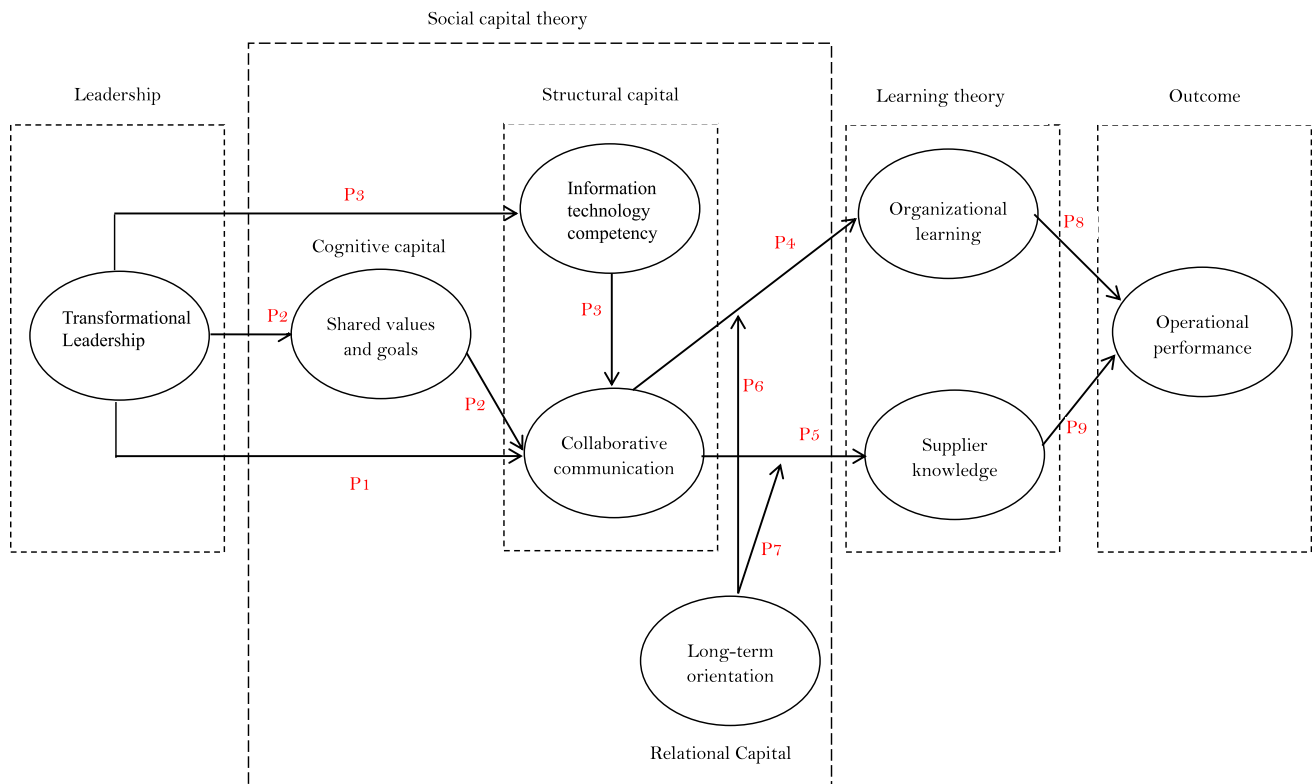 Social capital theory
Leadership
Structural capital
Learning theory
Outcome
P3
Information
technology
competency
Organizational
learning
P8
P4
Cognitive capital
Transformational
Leadership
P2
Shared values
and goals
P3
Operational
performance
P2
P6
P1
Collaborative
communication
P5
Supplier
knowledge
P9
P7
Long-term
orientation
Relational Capital